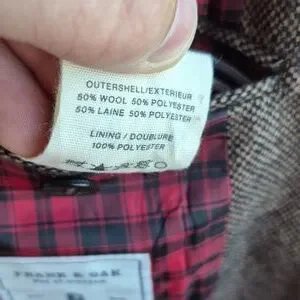 OUTERSHELL/EXTERIEUR
50% WOOL 50% POLYESTER
50% LAINE 50% POLYESTER
LINING / DOUBLURE
100% POLYESTER
FRANK & OAK